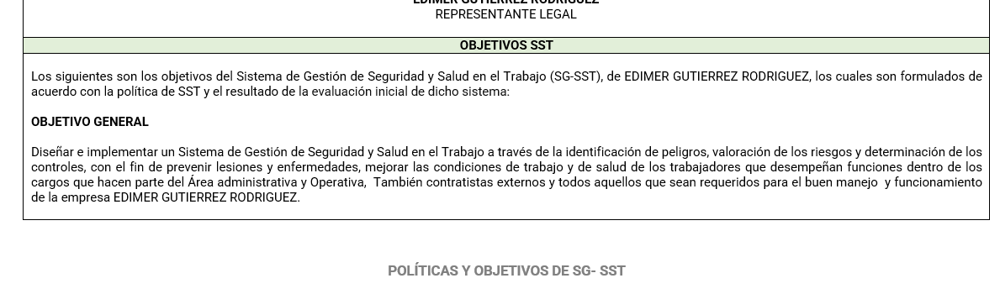 EDIMER GUTIERREZ RODRIGUEZ
REPRESENTANTE LEGAL
OBJETIVOS SST
Los siguientes son los objetivos del Sistema de Gestión de Seguridad y Salud en el Trabajo (SG-SST), de EDIMER GUTIERREZ RODRIGUEZ, los cuales son formulados de
acuerdo con la política de SST y el resultado de la evaluación inicial de dicho sistema:
OBJETIVO GENERAL
Diseñar e implementar un Sistema de Gestión de Seguridad y Salud en el Trabajo a través de la identificación de peligros, valoración de los riesgos y determinación de los
controles, con el fin de prevenir lesiones y enfermedades, mejorar las condiciones de trabajo y de salud de los trabajadores que desempeñan funciones dentro de los
cargos que hacen parte del Área administrativa y Operativa,  También contratistas externos y todos aquellos que sean requeridos para el buen manejo  y funcionamiento
de la empresa EDIMER GUTIERREZ RODRIGUEZ.
POLÍTICAS Y OBJETIVOS DE SG- SST